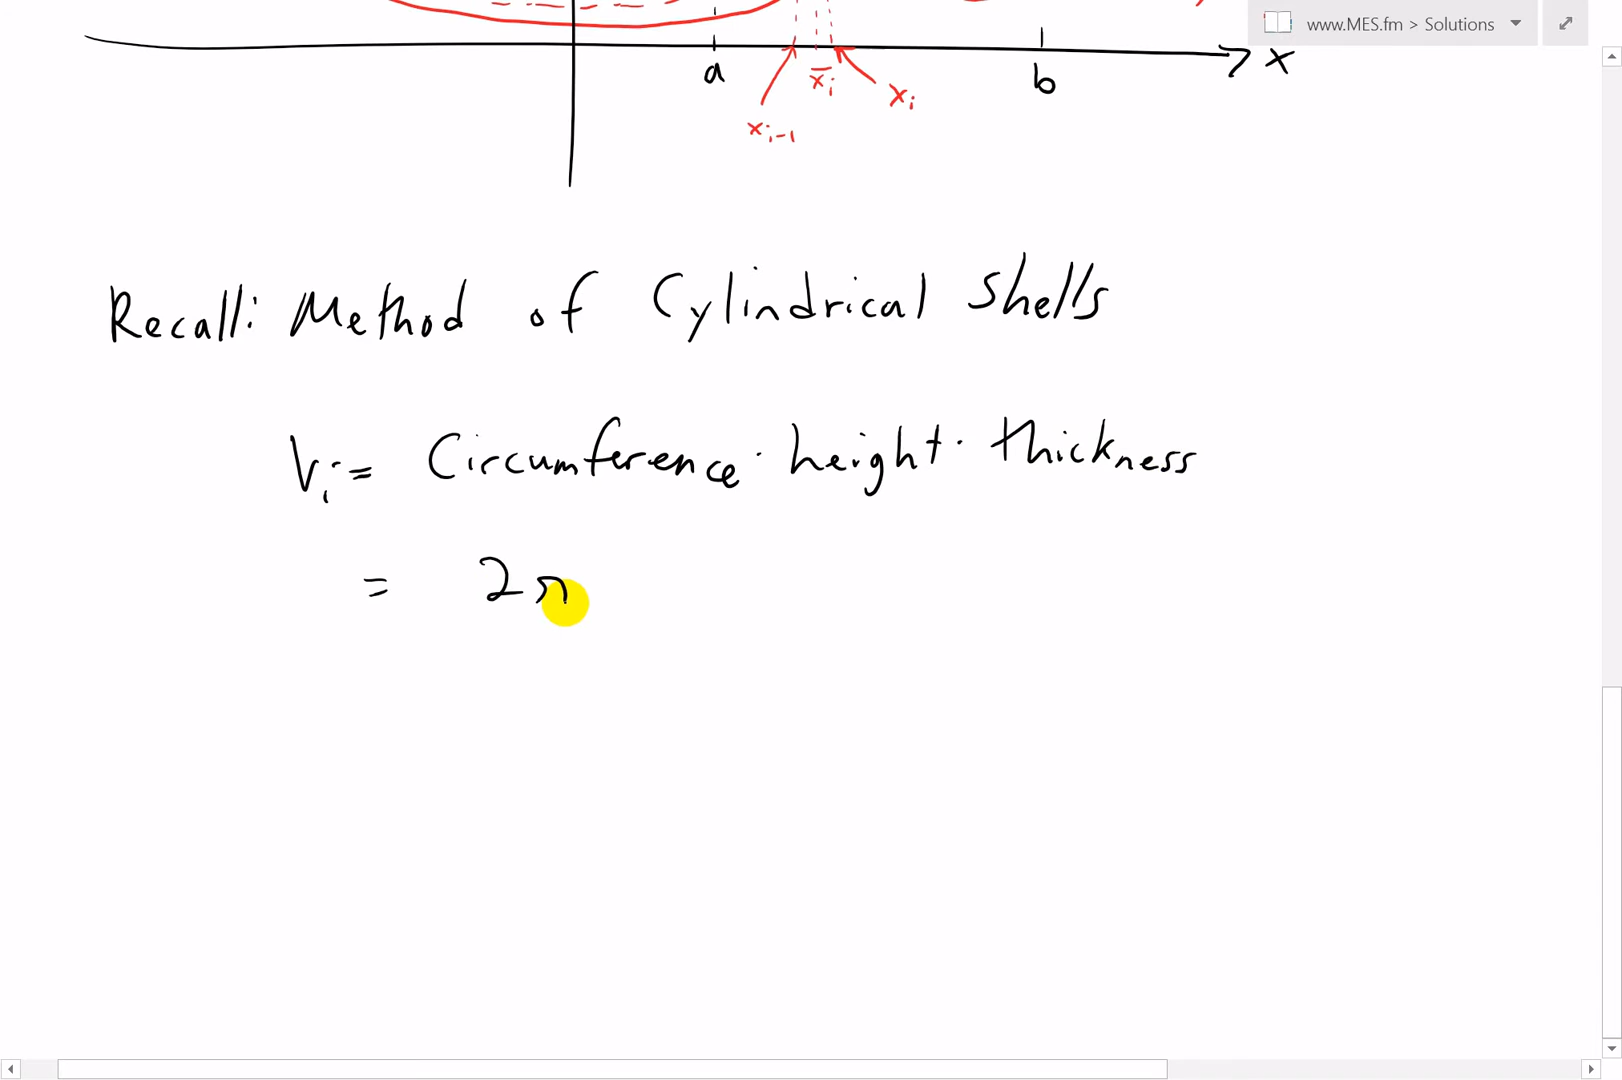 www.MES.fm > Solutions
x
a
x̄ᵢ
b
xᵢ
xᵢ₋₁
Recall: Method of Cylindrical Shells
Vᵢ = Circumference · height · thickness
= 2π